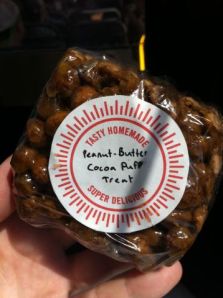 TASTY HOMEMADE
Peanut-Butter
Cocoa Puff
Treat
SUPER DELICIOUS